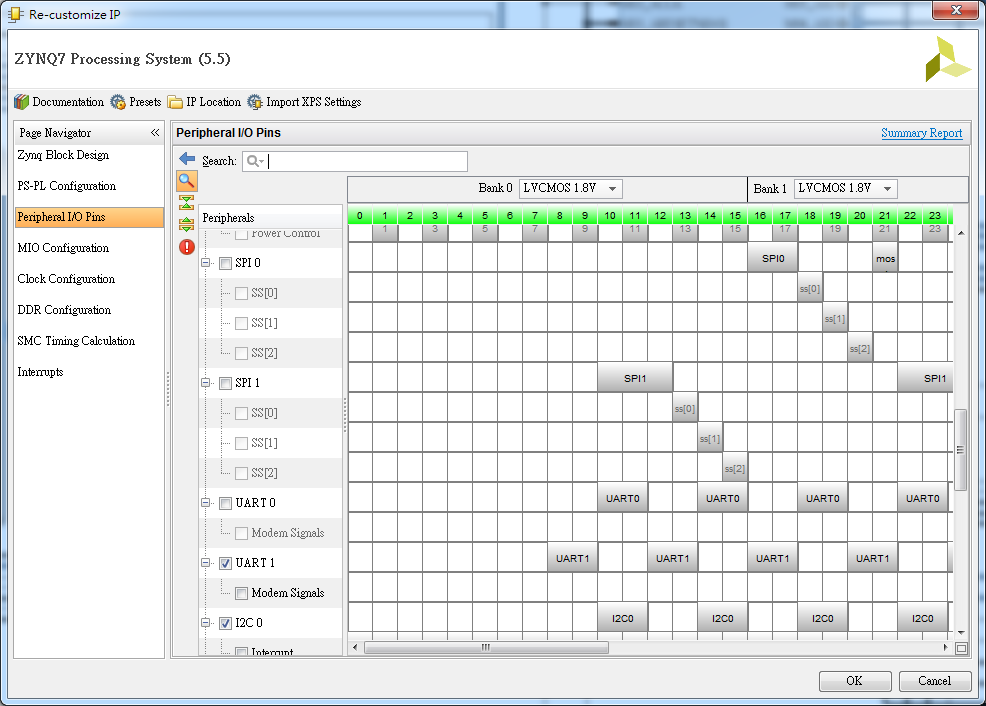 Re-customize IP
ZYNQ7 Processing System (5.5)
Documentation Presets IP Location Import XPS Settings
Page Navigator «
Zynq Block Design
PS-PL Configuration
Peripheral I/O Pins
MIO Configuration
Clock Configuration
DDR Configuration
SMC Timing Calculation
Interrupts
Peripheral I/O Pins Summary Report
Search:
Bank 0 LVCMOS 1.8V Bank 1 LVCMOS 1.8V
Peripherals 0 1 2 3 4 5 6 7 8 9 10 11 12 13 14 15 16 17 18 19 20 21 22 23
Power Control 1 3 5 7 9 11 13 15 17 19 21 23
SPI 0 SPI0 mos
SS[0] ss[0]
SS[1] ss[1]
SS[2] ss[2]
SPI 1 SPI1 SPI1
SS[0] ss[0]
SS[1] ss[1]
SS[2] ss[2]
UART 0 UART0 UART0 UART0 UART0
Modem Signals
UART 1 UART1 UART1 UART1 UART1
Modem Signals
I2C 0 I2C0 I2C0 I2C0 I2C0
Interrupt
OK Cancel